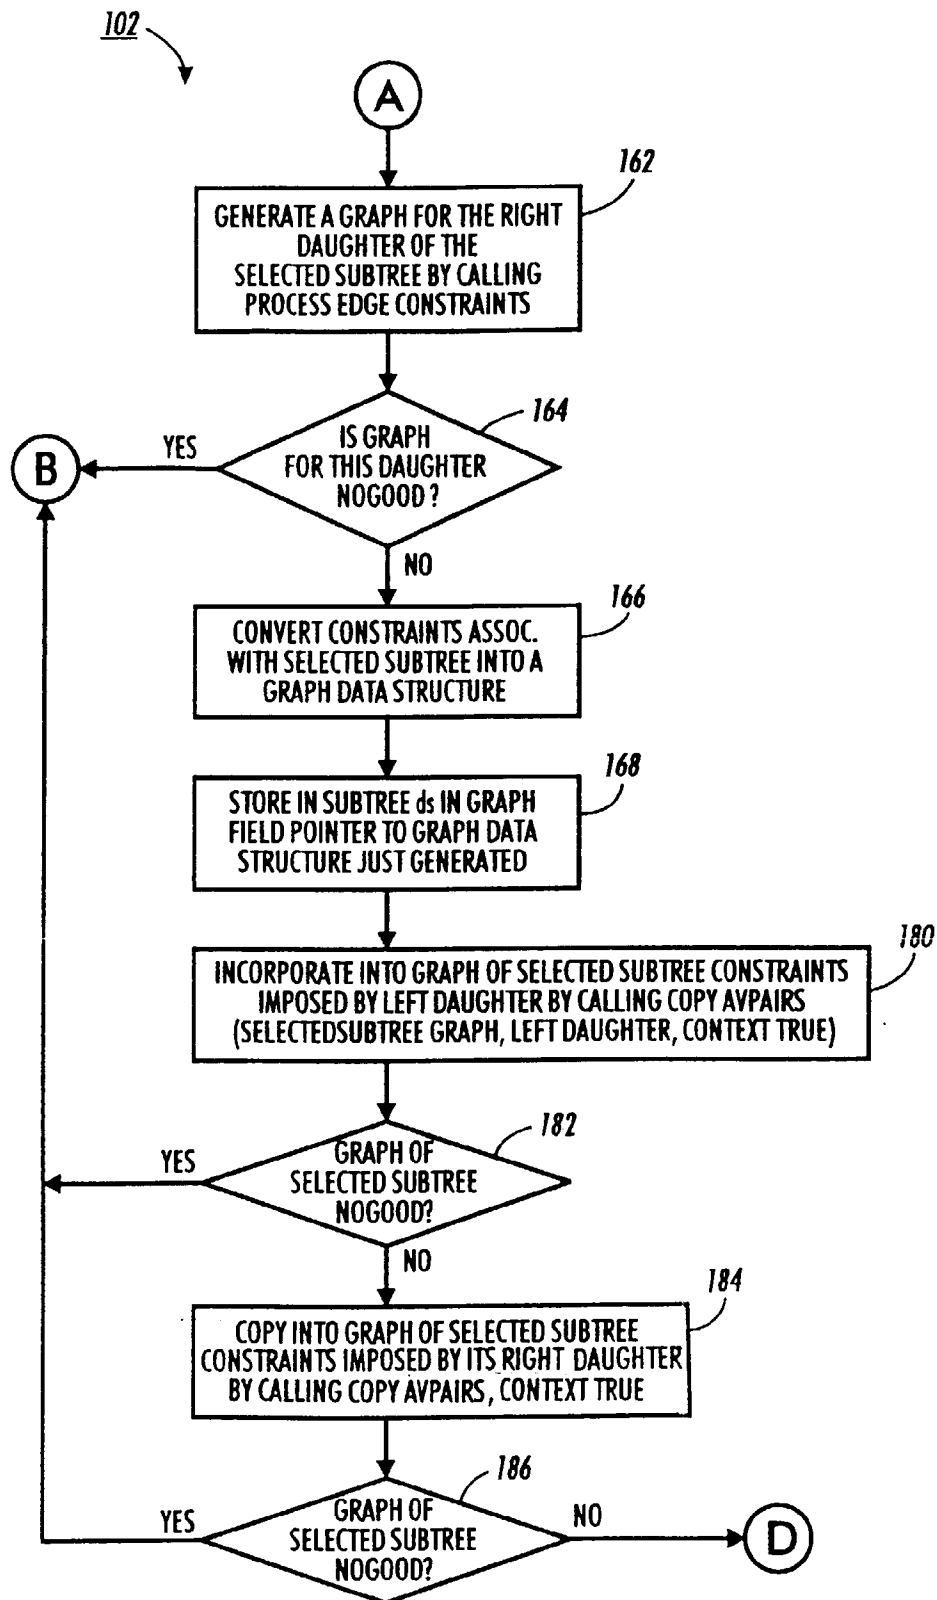 102
A
162
GENERATE A GRAPH FOR THE RIGHT
DAUGHTER OF THE
SELECTED SUBTREE BY CALLING
PROCESS EDGE CONSTRAINTS
164
IS GRAPH
FOR THIS DAUGHTER
NOGOOD ?
YES
B
NO
166
CONVERT CONSTRAINTS ASSOC.
WITH SELECTED SUBTREE INTO A
GRAPH DATA STRUCTURE
168
STORE IN SUBTREE ds IN GRAPH
FIELD POINTER TO GRAPH DATA
STRUCTURE JUST GENERATED
180
INCORPORATE INTO GRAPH OF SELECTED SUBTREE CONSTRAINTS
IMPOSED BY LEFT DAUGHTER BY CALLING COPY AVPAIRS
(SELECTEDSUBTREE GRAPH, LEFT DAUGHTER, CONTEXT TRUE)
182
GRAPH OF
SELECTED SUBTREE
NOGOOD?
YES
NO
184
COPY INTO GRAPH OF SELECTED SUBTREE
CONSTRAINTS IMPOSED BY ITS RIGHT DAUGHTER
BY CALLING COPY AVPAIRS, CONTEXT TRUE
186
GRAPH OF
SELECTED SUBTREE
NOGOOD?
YES
NO
D